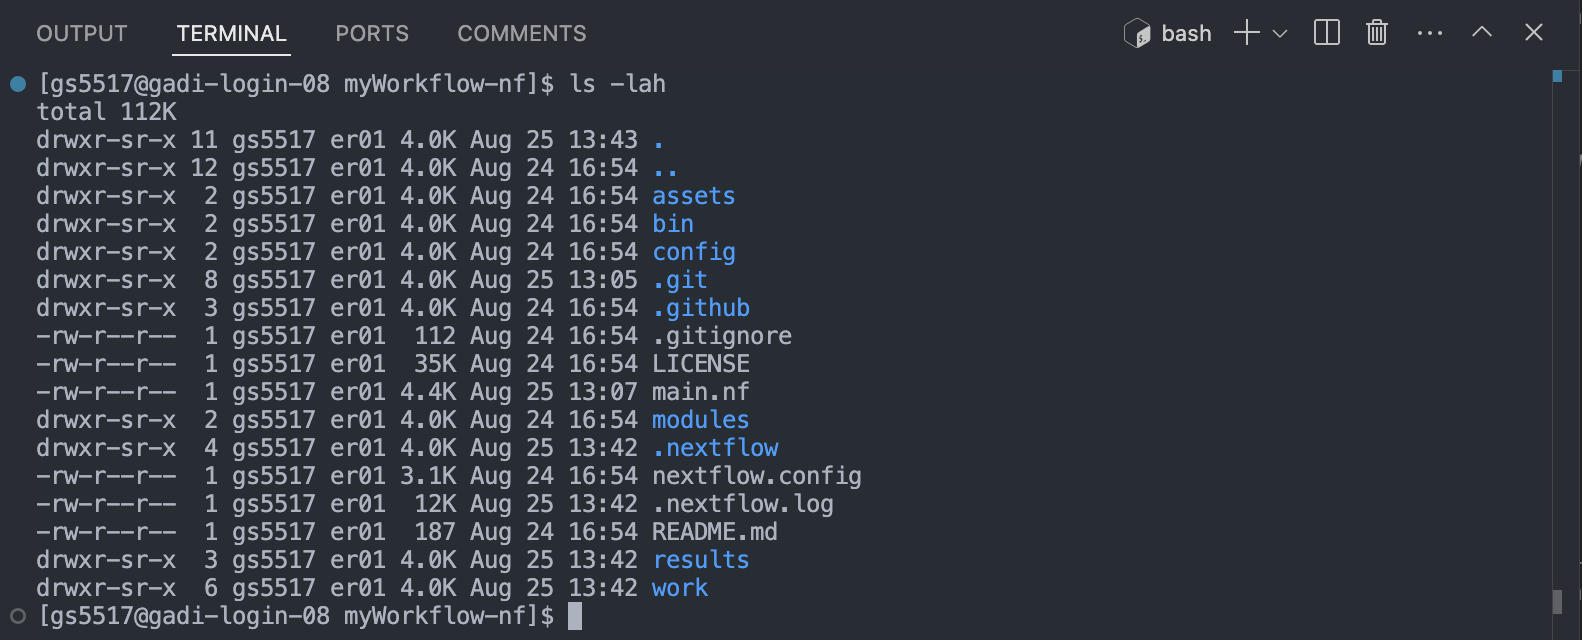 OUTPUT TERMINAL PORTS COMMENTS bash
[gs5517@gadi-login-08 myWorkflow-nf]$ ls -lah
total 112K
drwxr-sr-x 11 gs5517 er01 4.0K Aug 25 13:43 .
drwxr-sr-x 12 gs5517 er01 4.0K Aug 24 16:54 ..
drwxr-sr-x  2 gs5517 er01 4.0K Aug 24 16:54 assets
drwxr-sr-x  2 gs5517 er01 4.0K Aug 24 16:54 bin
drwxr-sr-x  2 gs5517 er01 4.0K Aug 24 16:54 config
drwxr-sr-x  8 gs5517 er01 4.0K Aug 25 13:05 .git
drwxr-sr-x  3 gs5517 er01 4.0K Aug 24 16:54 .github
-rw-r--r--  1 gs5517 er01  112 Aug 24 16:54 .gitignore
-rw-r--r--  1 gs5517 er01  35K Aug 24 16:54 LICENSE
-rw-r--r--  1 gs5517 er01 4.4K Aug 25 13:07 main.nf
drwxr-sr-x  2 gs5517 er01 4.0K Aug 24 16:54 modules
drwxr-sr-x  4 gs5517 er01 4.0K Aug 25 13:42 .nextflow
-rw-r--r--  1 gs5517 er01 3.1K Aug 24 16:54 nextflow.config
-rw-r--r--  1 gs5517 er01  12K Aug 25 13:42 .nextflow.log
-rw-r--r--  1 gs5517 er01  187 Aug 24 16:54 README.md
drwxr-sr-x  3 gs5517 er01 4.0K Aug 25 13:42 results
drwxr-sr-x  6 gs5517 er01 4.0K Aug 25 13:42 work
[gs5517@gadi-login-08 myWorkflow-nf]$